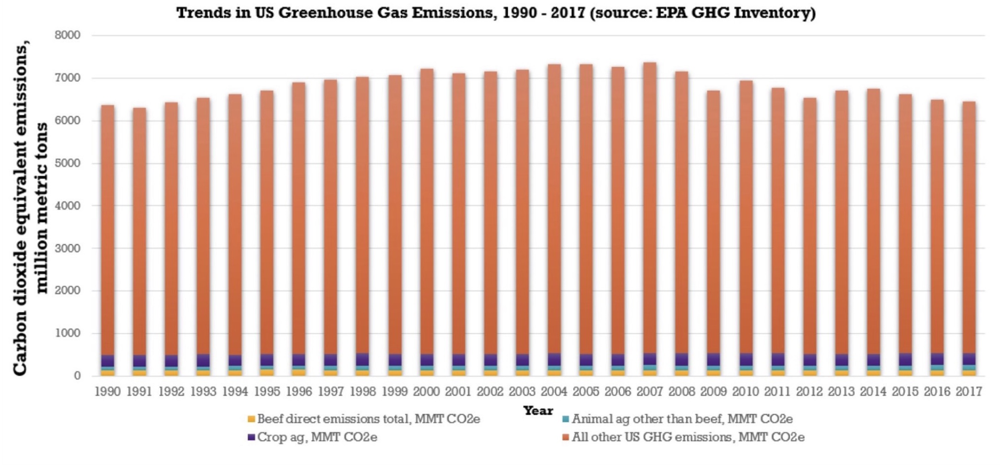 Trends in US Greenhouse Gas Emissions, 1990 - 2017 (source: EPA GHG Inventory)
Carbon dioxide equivalent emissions,
million metric tons
8000
7000
6000
5000
4000
3000
2000
1000
0
1990 1991 1992 1993 1994 1995 1996 1997 1998 1999 2000 2001 2002 2003 2004 2005 2006 2007 2008 2009 2010 2011 2012 2013 2014 2015 2016 2017
Year
Beef direct emissions total, MMT CO2e
Animal ag other than beef, MMT CO2e
Crop ag, MMT CO2e
All other US GHG emissions, MMT CO2e